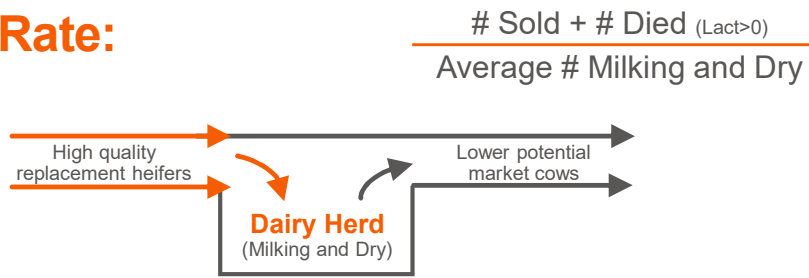 Rate:
# Sold + # Died (Lact>0)
Average # Milking and Dry
High quality
replacement heifers
Lower potential
market cows
Dairy Herd
(Milking and Dry)